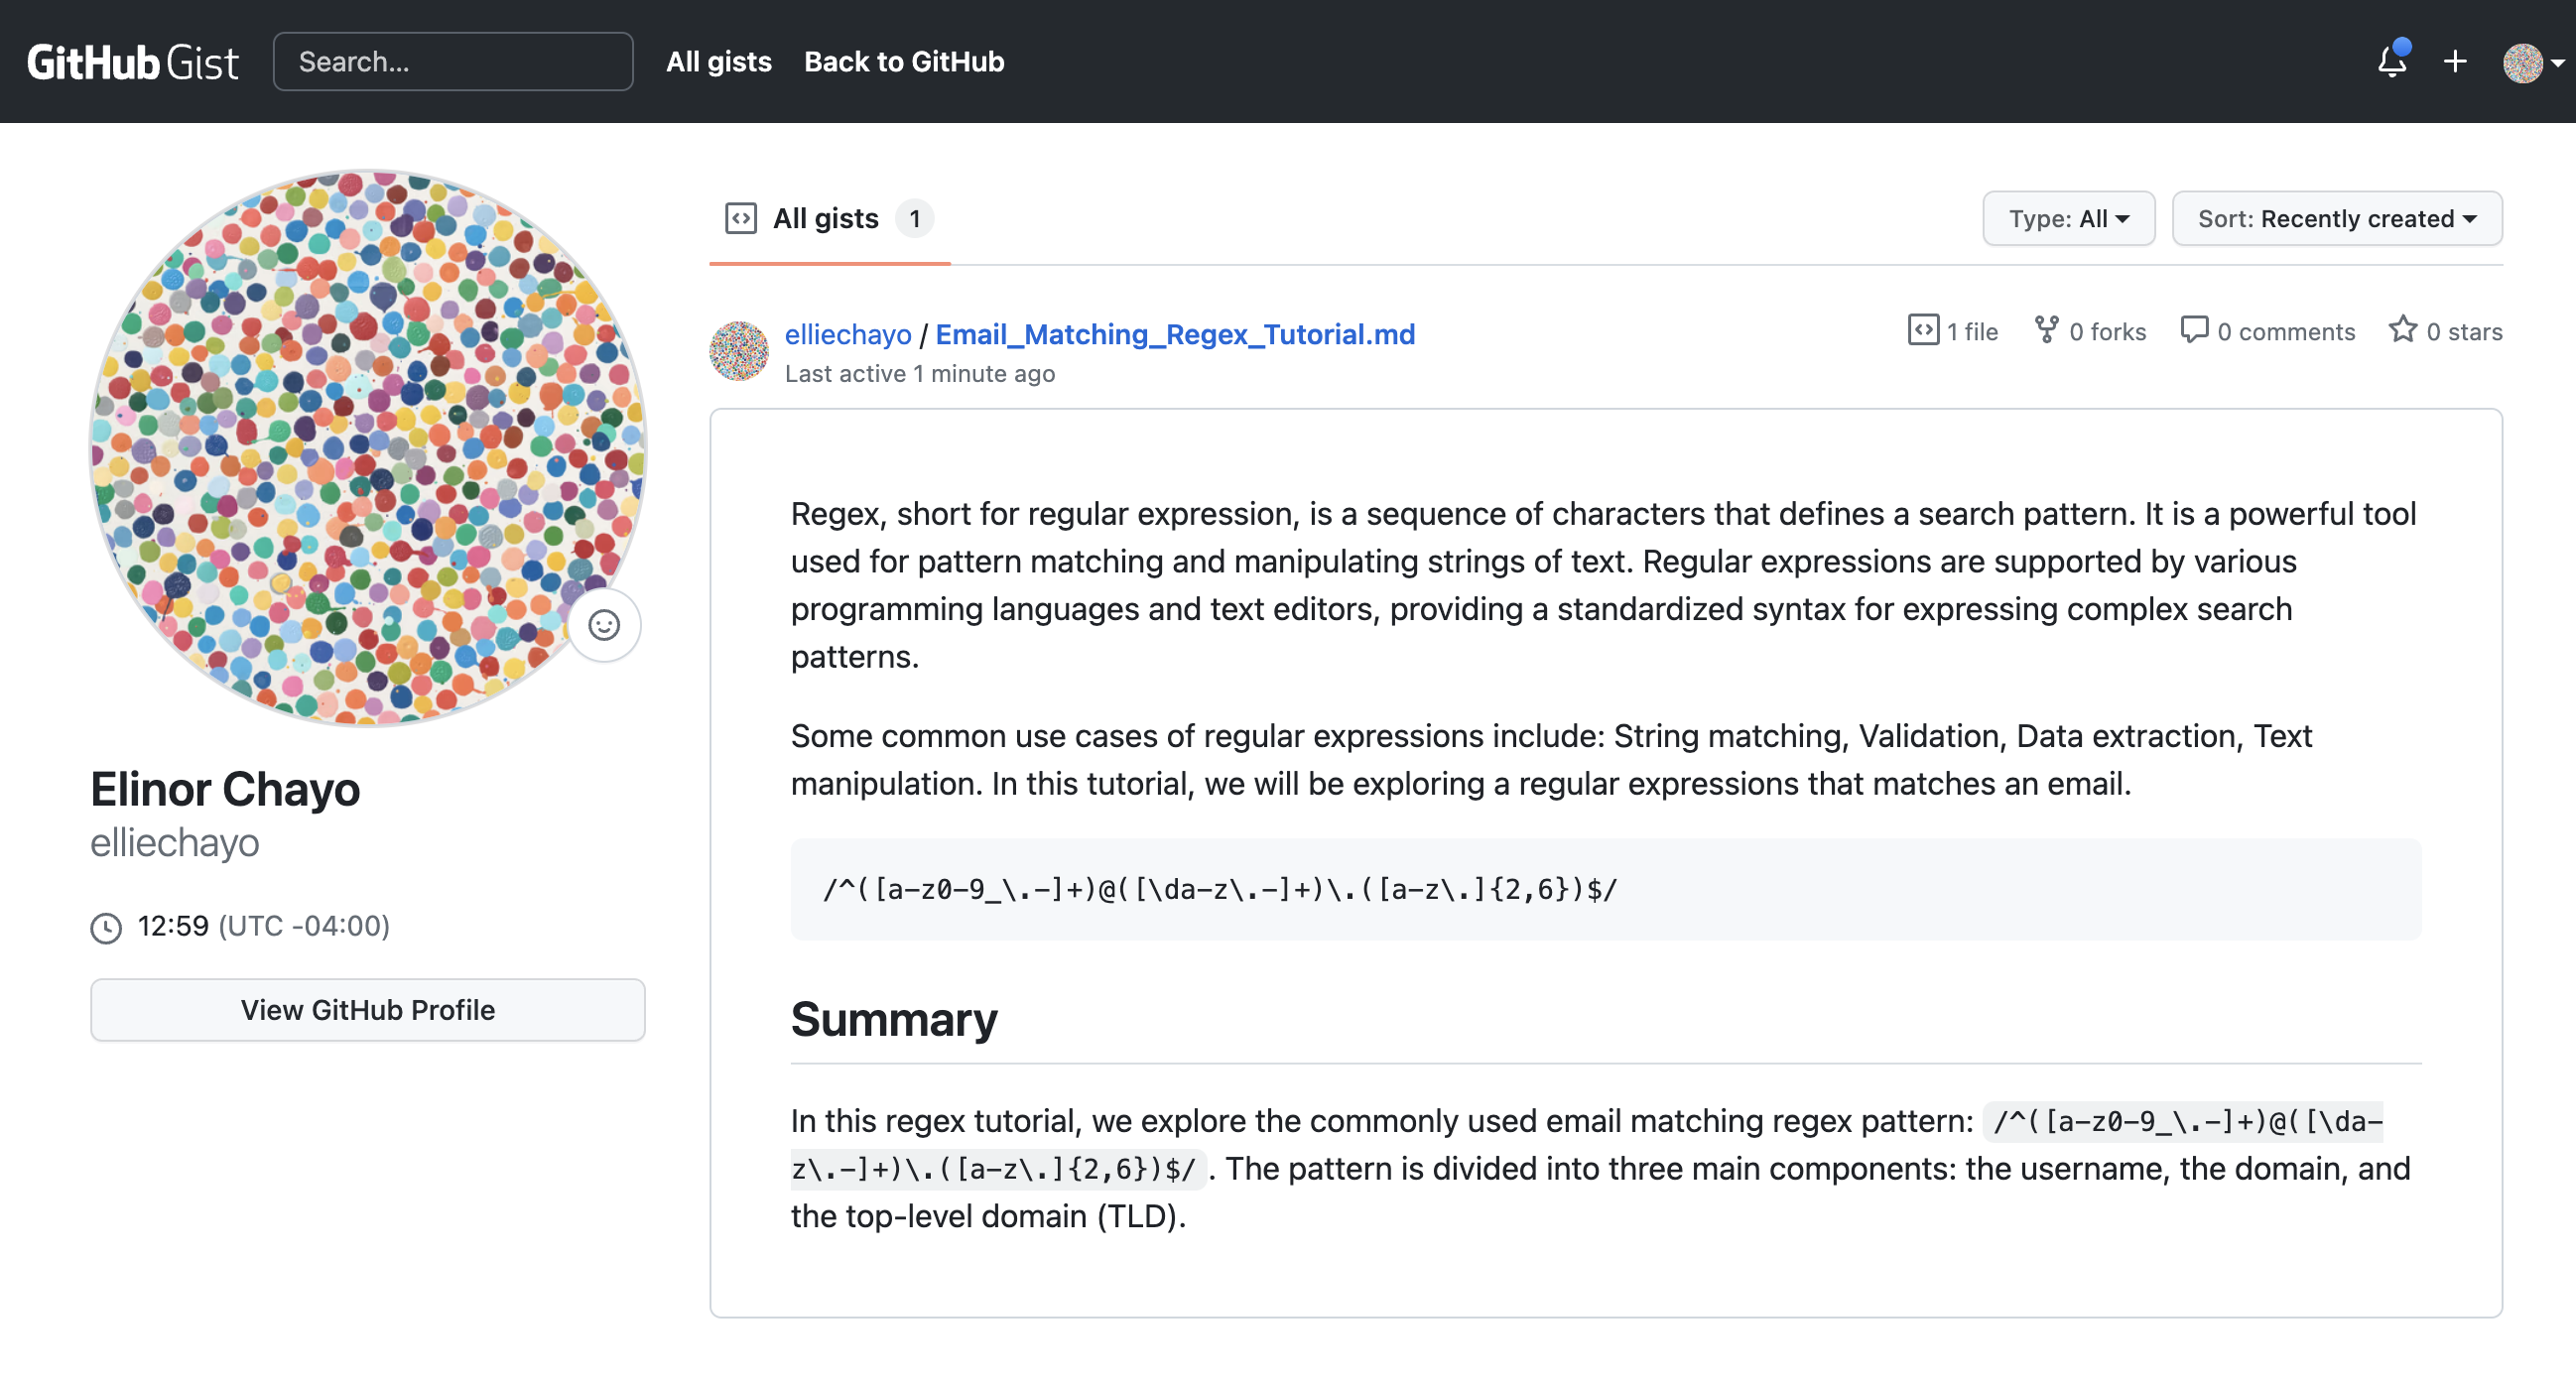 GitHub Gist Search... All gists Back to GitHub
All gists 1 Type: All Sort: Recently created
elliechayo / Email_Matching_Regex_Tutorial.md 1 file 0 forks 0 comments 0 stars
Last active 1 minute ago
Regex, short for regular expression, is a sequence of characters that defines a search pattern. It is a powerful tool
used for pattern matching and manipulating strings of text. Regular expressions are supported by various
programming languages and text editors, providing a standardized syntax for expressing complex search
patterns.
Some common use cases of regular expressions include: String matching, Validation, Data extraction, Text
manipulation. In this tutorial, we will be exploring a regular expressions that matches an email.
/^([a-z0-9_\.-]+)@([\da-z\.-]+)\.([a-z\.]{2,6})$/
Summary
In this regex tutorial, we explore the commonly used email matching regex pattern: /^([a-z0-9_\.-]+)@([\da-
z\.-]+)\.([a-z\.]{2,6})$/. The pattern is divided into three main components: the username, the domain, and
the top-level domain (TLD).
Elinor Chayo
elliechayo
12:59 (UTC -04:00)
View GitHub Profile